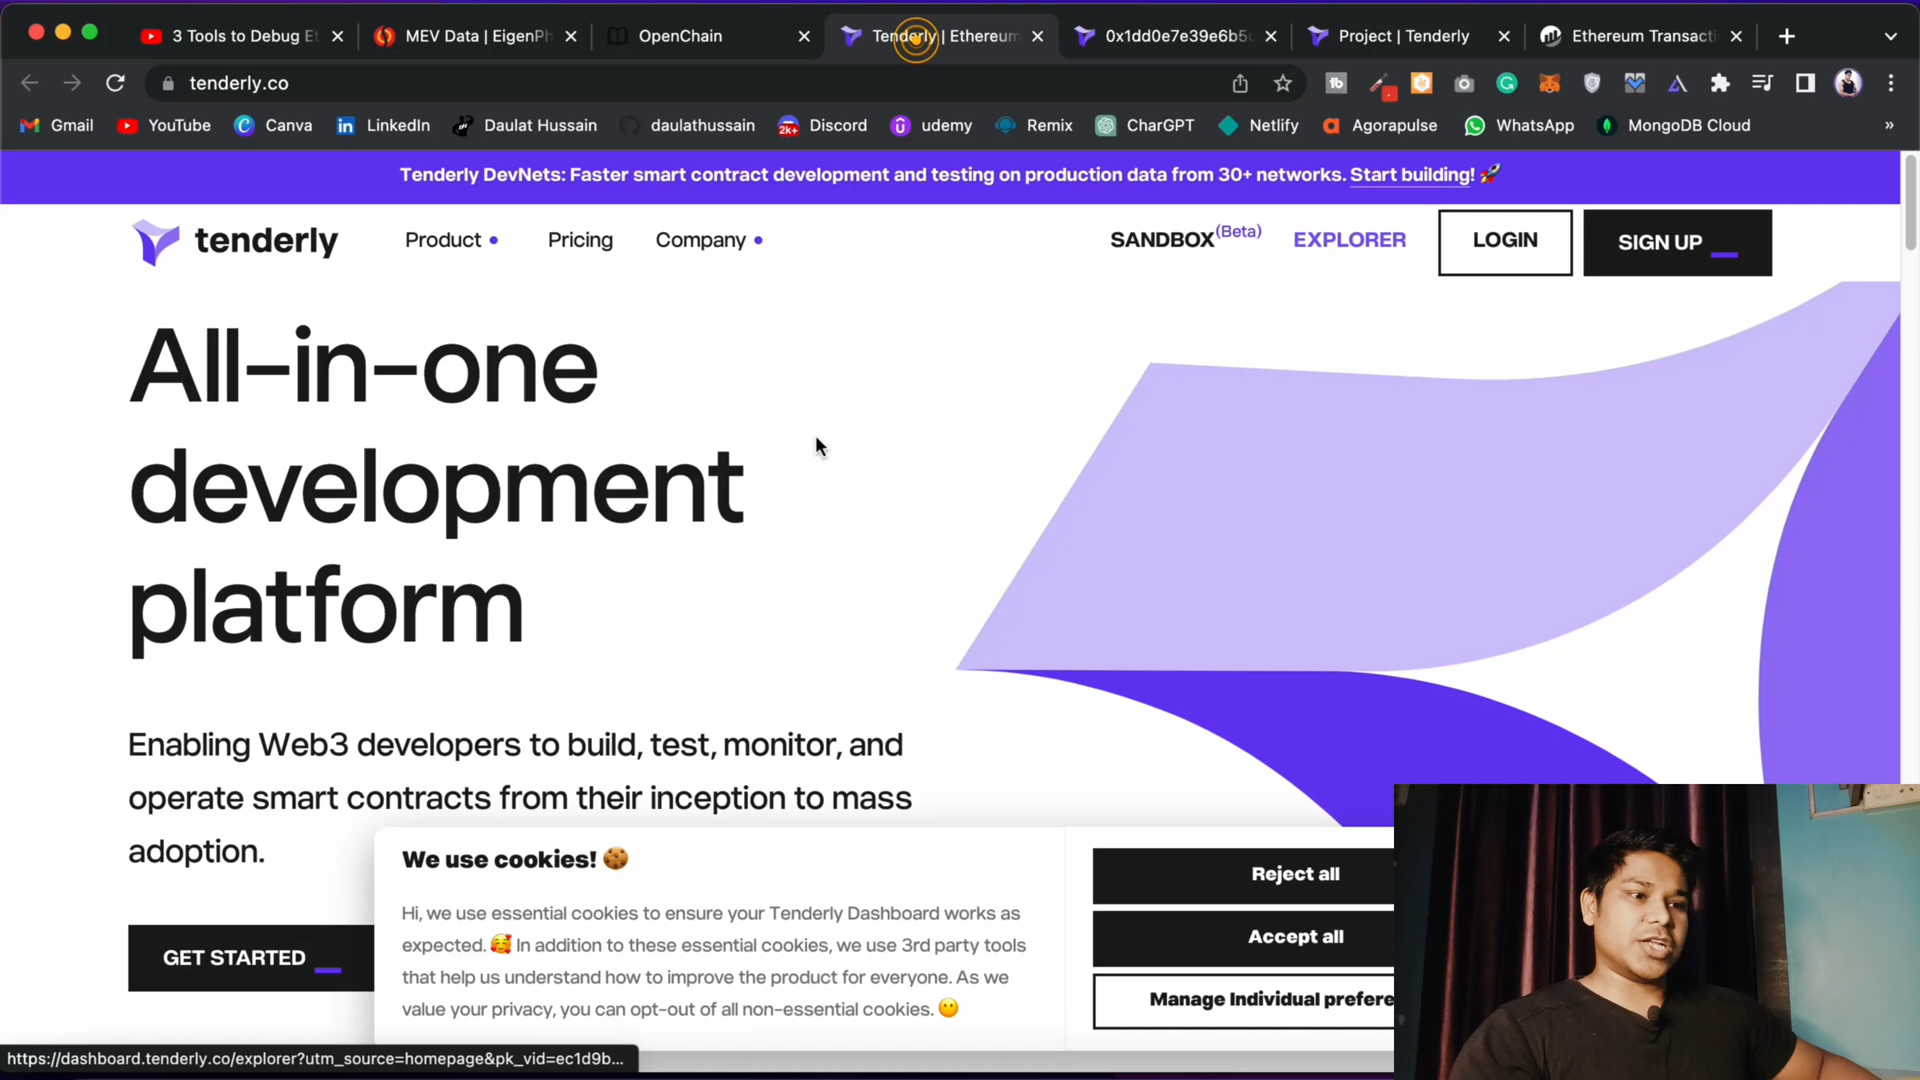 3 Tools to Debug Et
MEV Data | EigenPh
OpenChain
Tenderly | Ethereum
0x1dd0e7e39e6b5c
Project | Tenderly
Ethereum Transacti
tenderly.co
Gmail
YouTube
Canva
LinkedIn
Daulat Hussain
daulathussain
Discord
udemy
Remix
CharGPT
Netlify
Agorapulse
WhatsApp
MongoDB Cloud
»
Tenderly DevNets: Faster smart contract development and testing on production data from 30+ networks. Start building! 🚀
tenderly
Product
Pricing
Company
SANDBOX (Beta)
EXPLORER
LOGIN
SIGN UP
All-in-one
development
platform
Enabling Web3 developers to build, test, monitor, and
operate smart contracts from their inception to mass
adoption.
GET STARTED
We use cookies! 🍪
Hi, we use essential cookies to ensure your Tenderly Dashboard works as
expected. 🥰 In addition to these essential cookies, we use 3rd party tools
that help us understand how to improve the product for everyone. As we
value your privacy, you can opt-out of all non-essential cookies. 😶
Reject all
Accept all
Manage Individual prefere
https://dashboard.tenderly.co/explorer?utm_source=homepage&pk_vid=ec1d9b...